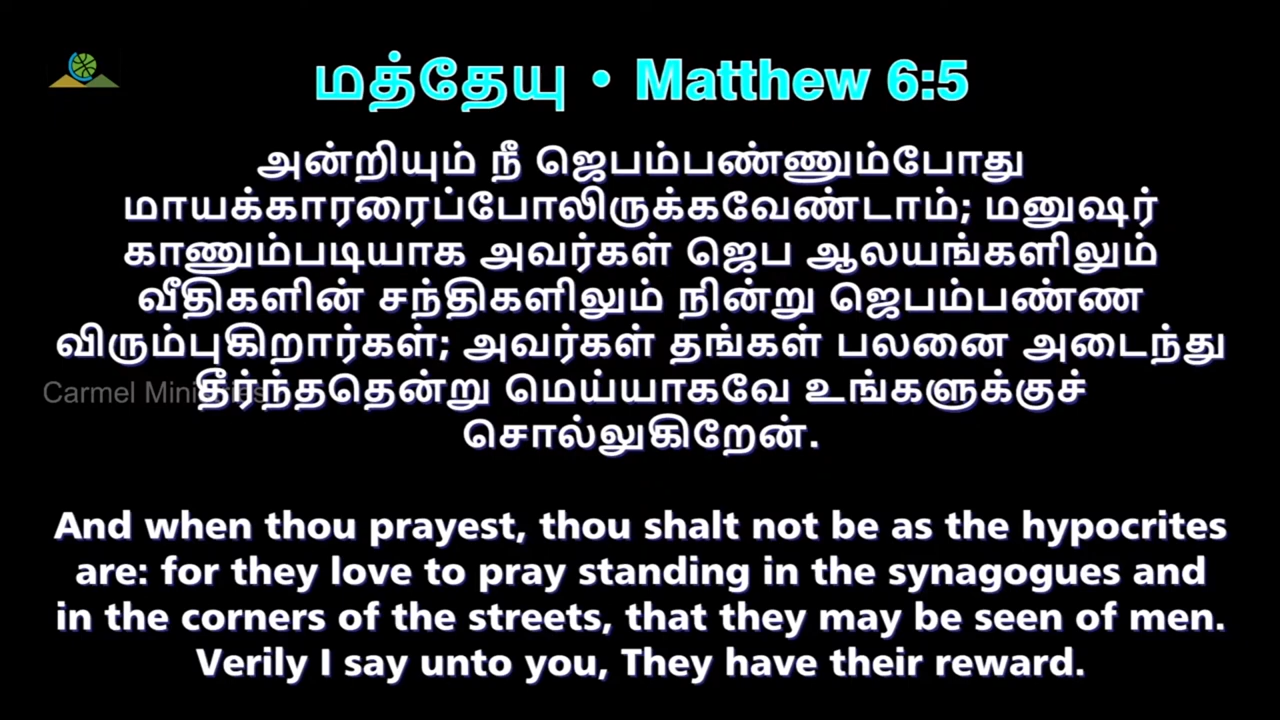 மத்தேயு • Matthew 6:5
அன்றியும் நீ ஜெபம்பண்ணும்போது
மாயக்காரரைப்போலிருக்கவேண்டாம்; மனுஷர்
காணும்படியாக அவர்கள் ஜெப ஆலயங்களிலும்
வீதிகளின் சந்திகளிலும் நின்று ஜெபம்பண்ண
விரும்புகிறார்கள்; அவர்கள் தங்கள் பலனை அடைந்து
தீர்ந்ததென்று மெய்யாகவே உங்களுக்குச்
சொல்லுகிறேன்.
Carmel Ministries
And when thou prayest, thou shalt not be as the hypocrites
are: for they love to pray standing in the synagogues and
in the corners of the streets, that they may be seen of men.
Verily I say unto you, They have their reward.